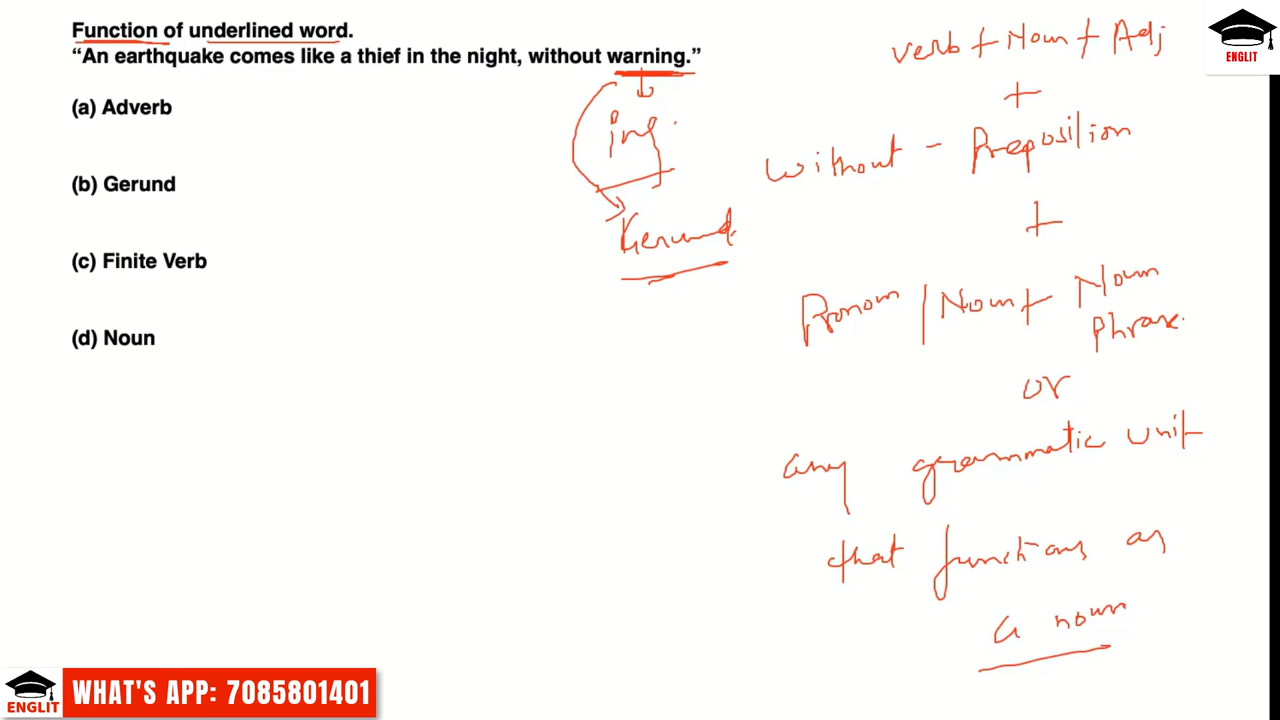 Function of underlined word.
“An earthquake comes like a thief in the night, without warning.”
(a) Adverb
(b) Gerund
(c) Finite Verb
(d) Noun
ing.
Gerund.
verb + Noun + Adj
+
without - Preposition
+
Pronoun / Noun + Noun
Phrase.
or
any grammatic unit
that functions as
a noun
ENGLIT
ENGLIT
WHAT'S APP: 7085801401